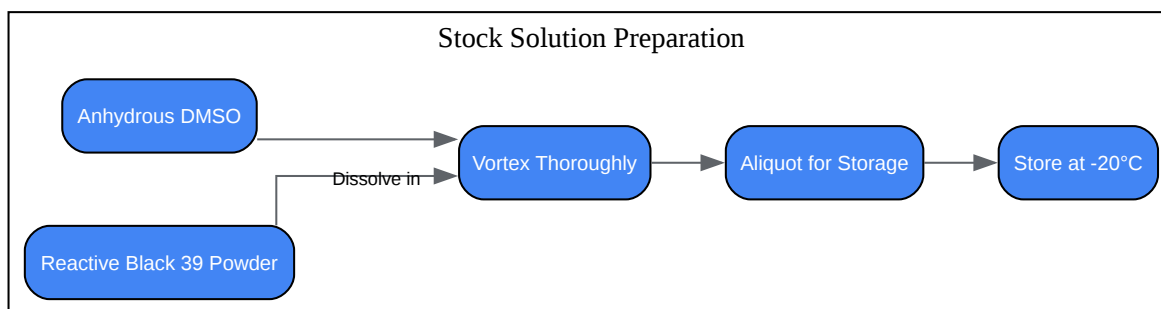 Stock Solution Preparation
Anhydrous DMSO
Dissolve in
Reactive Black 39 Powder
Vortex Thoroughly
Aliquot for Storage
Store at -20°C